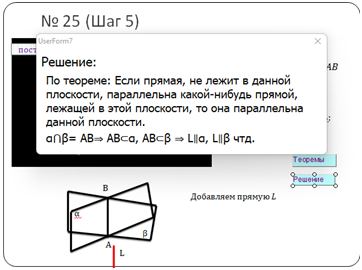 № 25 (Шаг 5)
UserForm7
Решение:
По теореме: Если прямая, не лежит в данной
плоскости, параллельна какой-нибудь прямой,
лежащей в этой плоскости, то она параллельна
данной плоскости.
α∩β= AB⇒ AB⊂α, AB⊂β ⇒ L∥α, L∥β чтд.
пост
AB
Теоремы
Решение
Добавляем прямую L
B
α
β
A
L